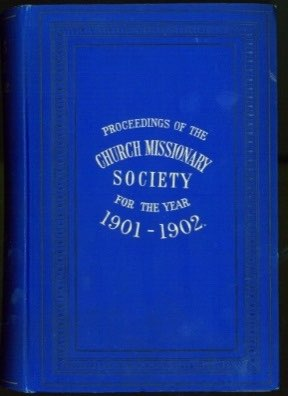 PROCEEDINGS OF THE
CHURCH MISSIONARY
SOCIETY
FOR THE YEAR
1901-1902.